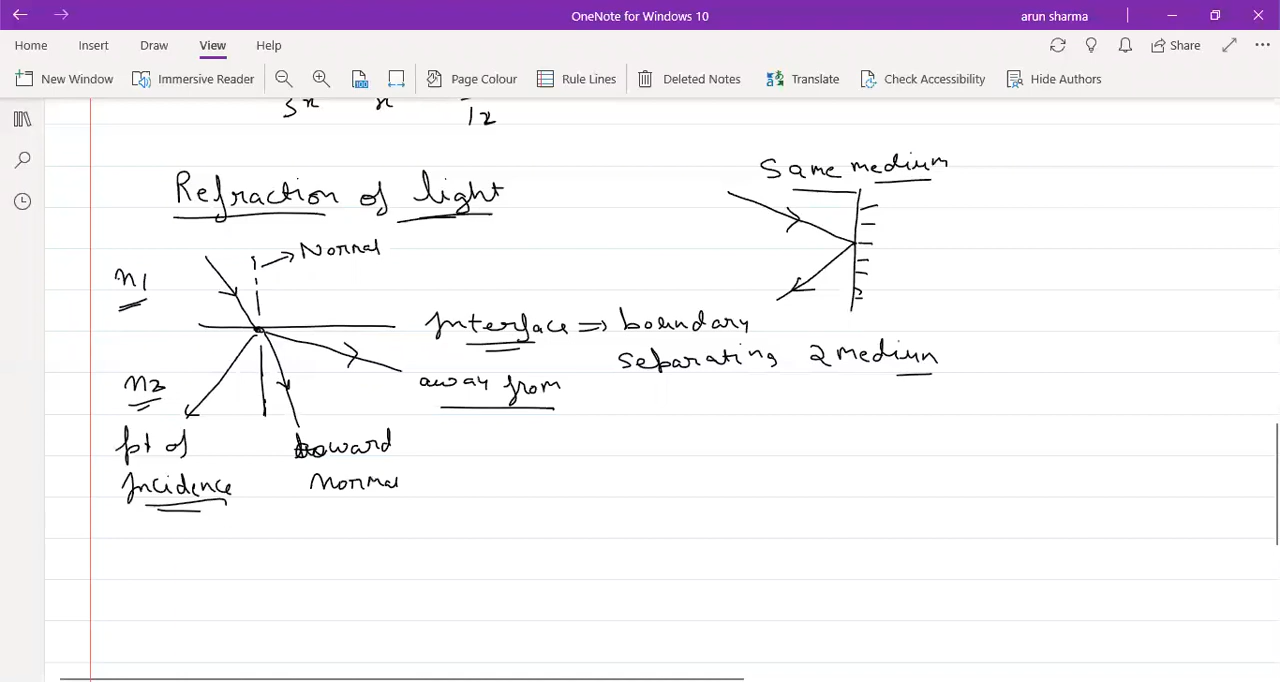 OneNote for Windows 10
arun sharma
Home Insert Draw View Help
Share
New Window Immersive Reader Page Colour Rule Lines Deleted Notes Translate Check Accessibility Hide Authors
Same medium
Refraction of light
Normal
n1
Interface => boundary
separating 2 medium
n2
away from
pt of
Incidence
toward
Normal